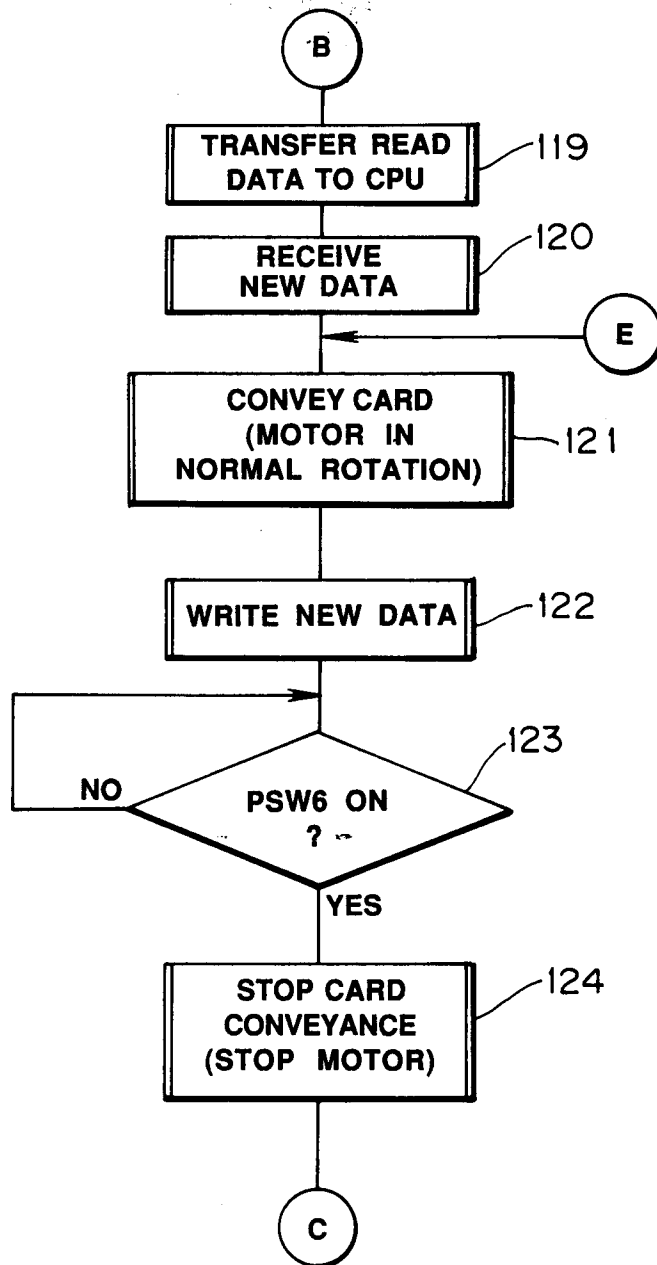 B
TRANSFER READ
DATA TO CPU
119
RECEIVE
NEW DATA
120
E
CONVEY CARD
(MOTOR IN
NORMAL ROTATION)
121
WRITE NEW DATA
122
123
PSW6 ON
?
NO
YES
STOP CARD
CONVEYANCE
(STOP MOTOR)
124
C